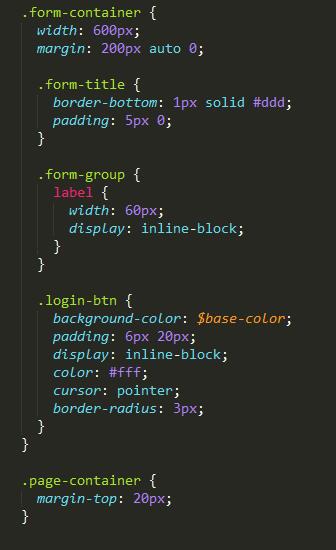 .form-container {
width: 600px;
margin: 200px auto 0;
.form-title {
border-bottom: 1px solid #ddd;
padding: 5px 0;
}
.form-group {
label {
width: 60px;
display: inline-block;
}
}
.login-btn {
background-color: $base-color;
padding: 6px 20px;
display: inline-block;
color: #fff;
cursor: pointer;
border-radius: 3px;
}
}
.page-container {
margin-top: 20px;
}